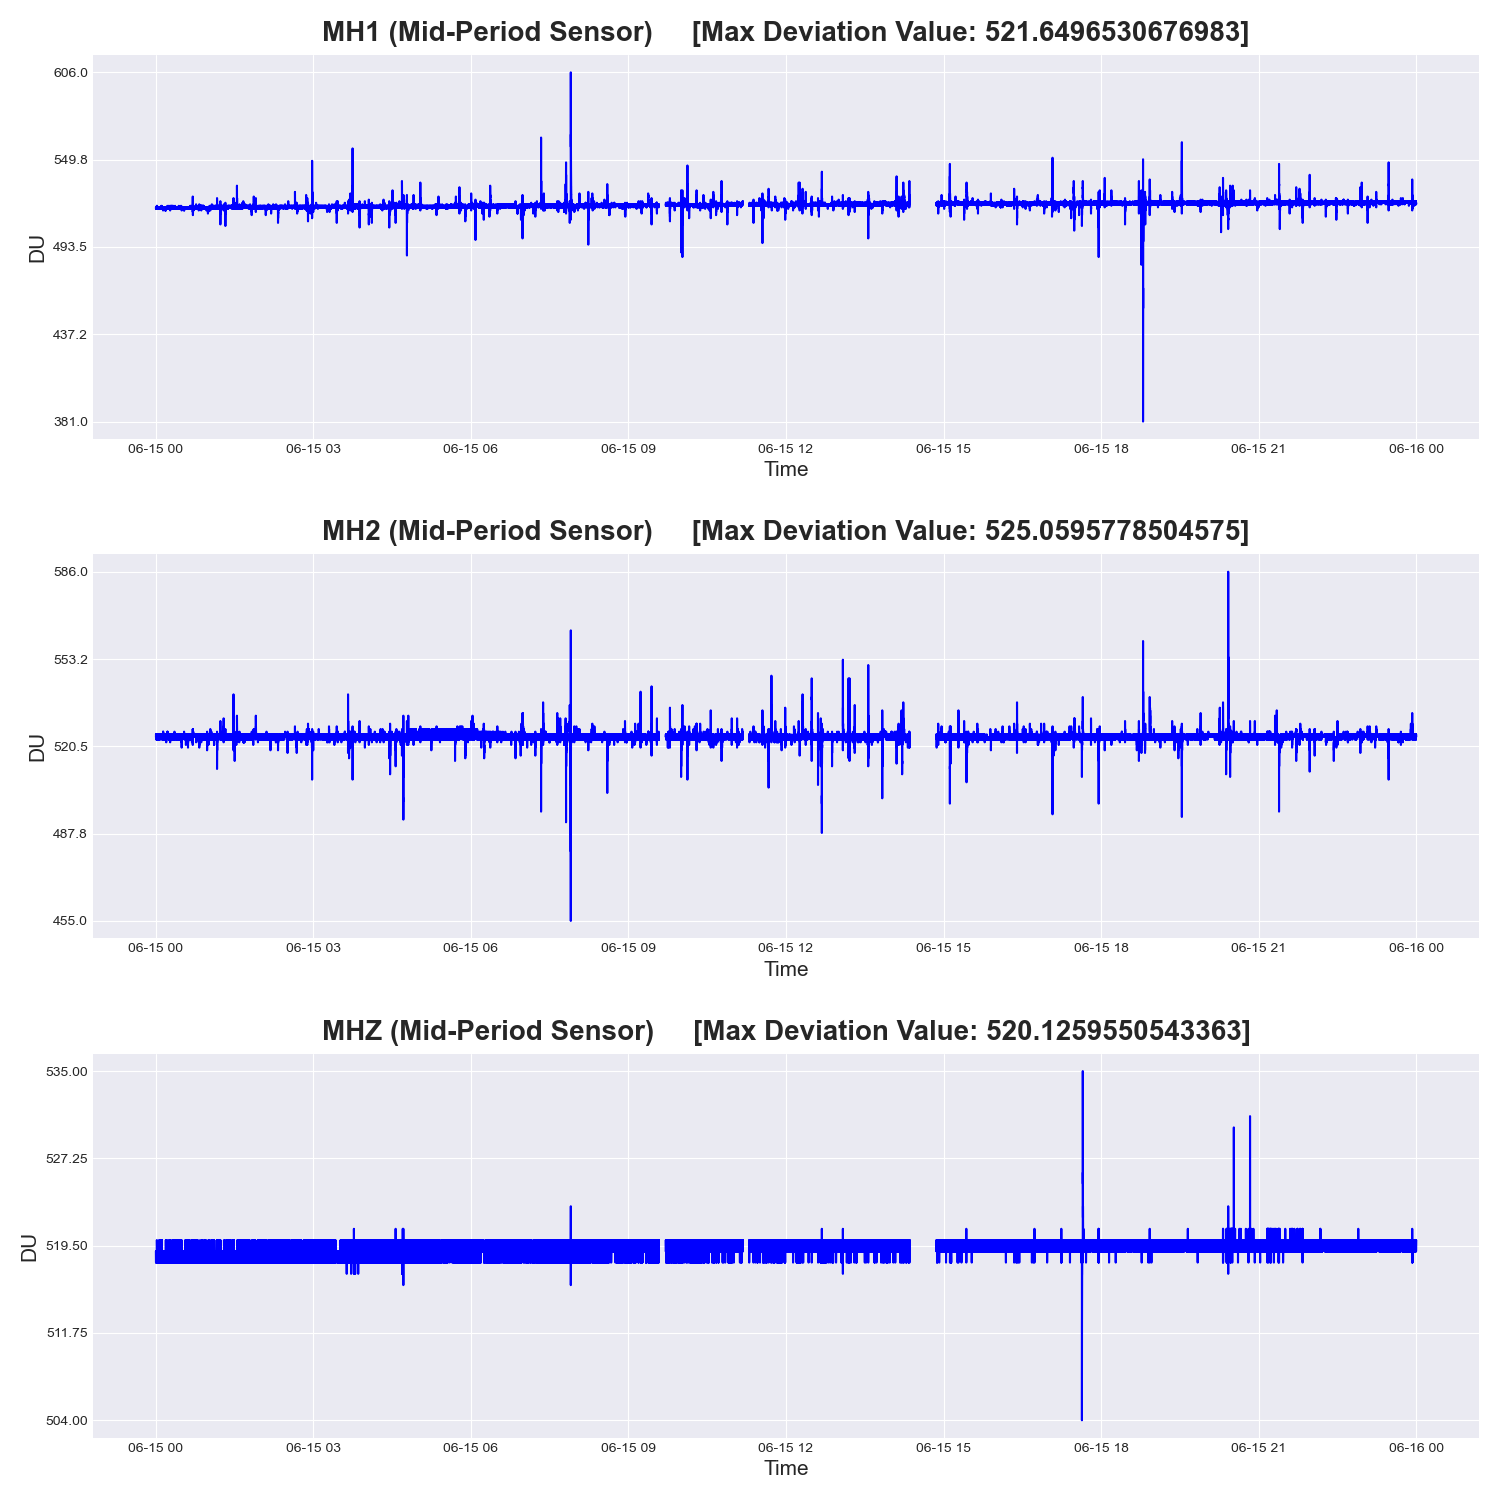 MH1 (Mid-Period Sensor) [Max Deviation Value: 521.6496530676983]
606.0
549.8
493.5
437.2
381.0
DU
06-15 00 06-15 03 06-15 06 06-15 09 06-15 12 06-15 15 06-15 18 06-15 21 06-16 00
Time
MH2 (Mid-Period Sensor) [Max Deviation Value: 525.0595778504575]
586.0
553.2
520.5
487.8
455.0
DU
06-15 00 06-15 03 06-15 06 06-15 09 06-15 12 06-15 15 06-15 18 06-15 21 06-16 00
Time
MHZ (Mid-Period Sensor) [Max Deviation Value: 520.1259550543363]
535.00
527.25
519.50
511.75
504.00
DU
06-15 00 06-15 03 06-15 06 06-15 09 06-15 12 06-15 15 06-15 18 06-15 21 06-16 00
Time